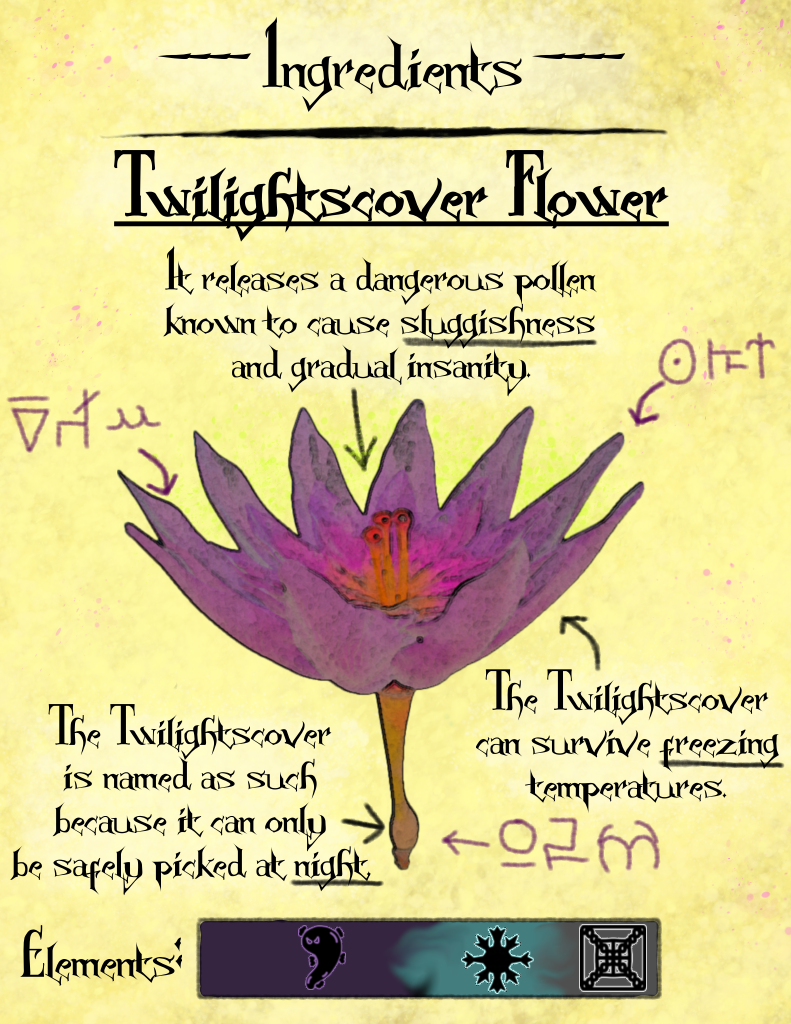 Ingredients
Twilightscover Flower
It releases a dangerous pollen
known to cause sluggishness
and gradual insanity.
The Twilightscover
can survive freezing
temperatures.
The Twilightscover
is named as such
because it can only
be safely picked at night.
Elements: